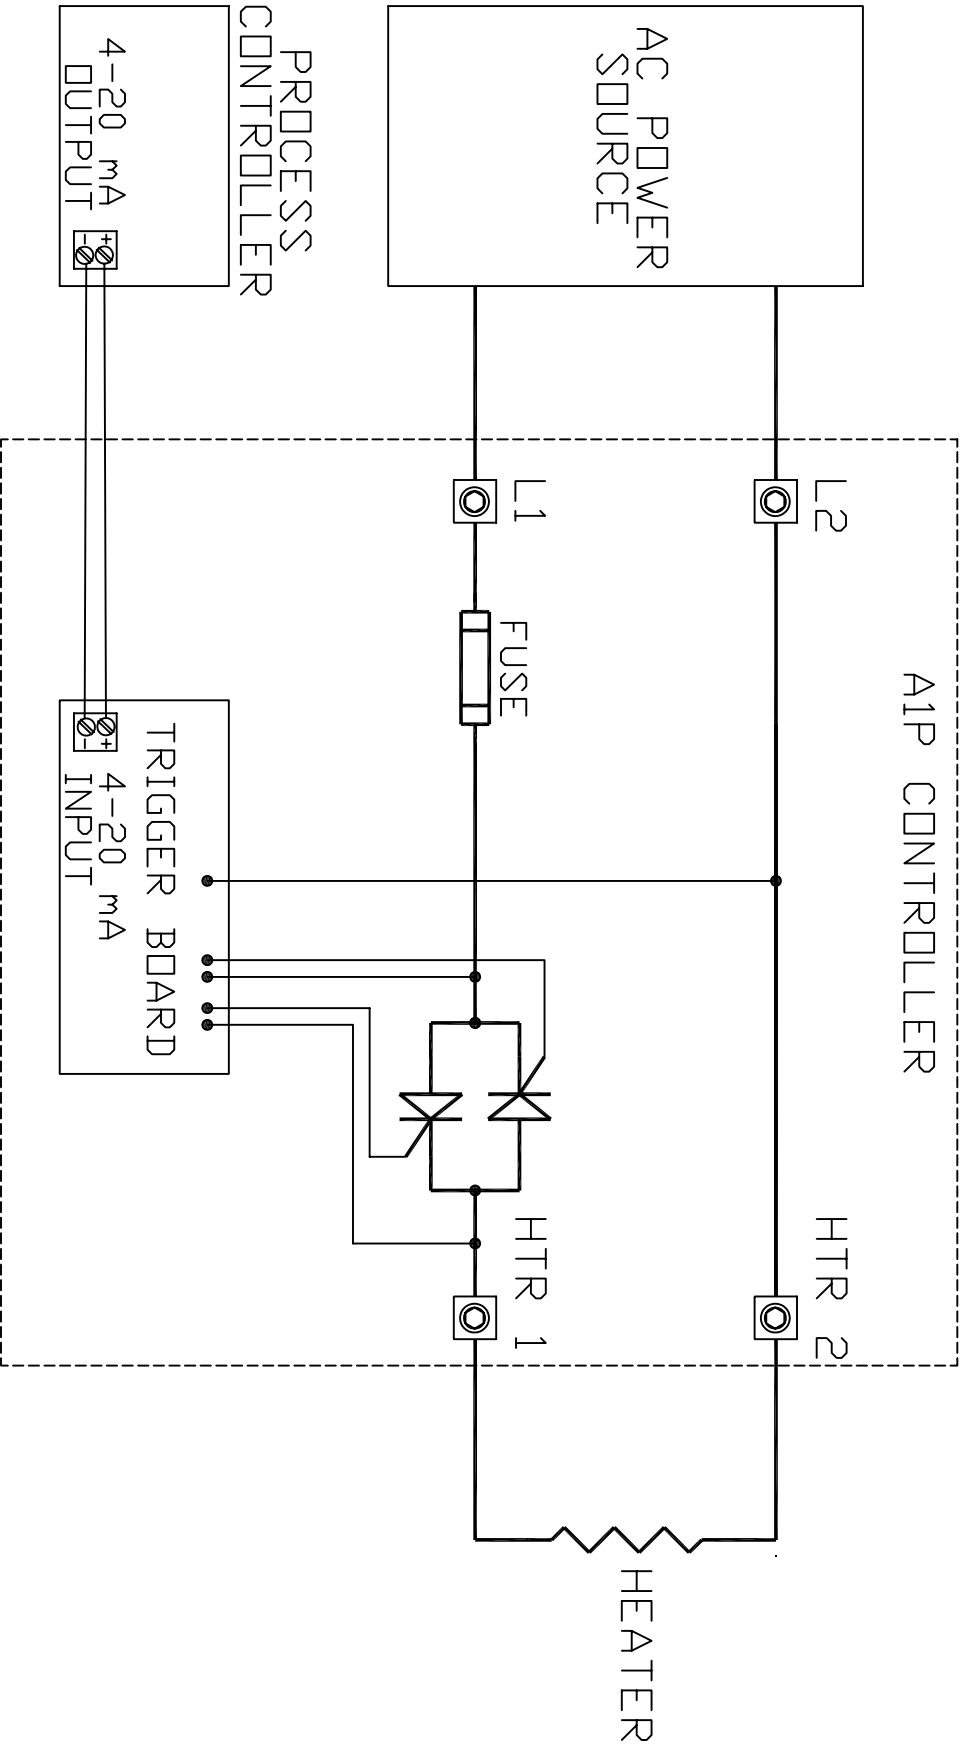 A1P CONTROLLER
AC POWER
SOURCE
L2
HTR 2
HEATER
L1
FUSE
HTR 1
PROCESS
CONTROLLER
4-20 mA
OUTPUT
+
-
TRIGGER BOARD
+
-
4-20 mA
INPUT